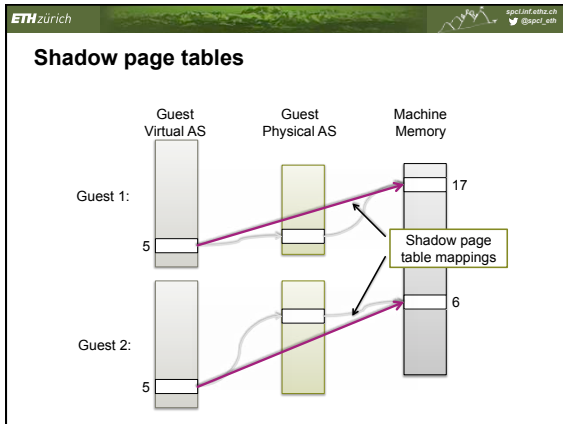 ETH zürich
spcl.inf.ethz.ch
@spcl_eth
Shadow page tables
Guest
Virtual AS
Guest
Physical AS
Machine
Memory
Guest 1:
17
5
Shadow page
table mappings
6
Guest 2:
5